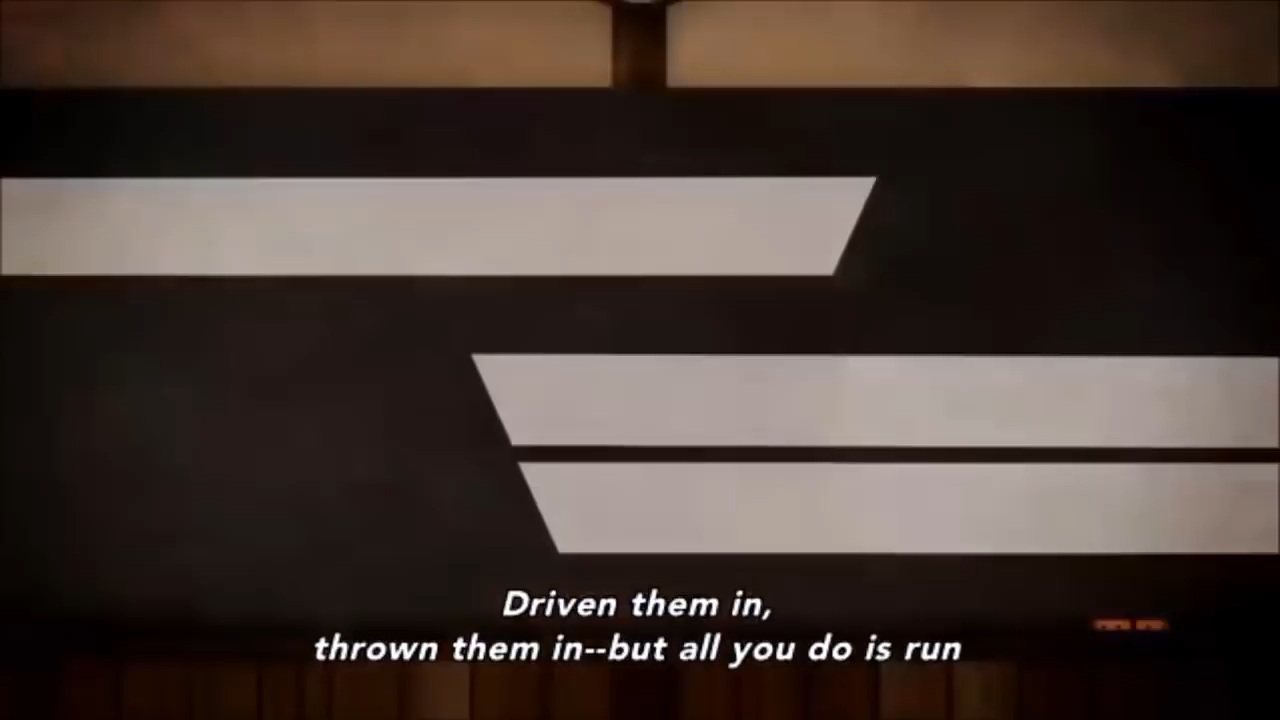 Driven them in,
thrown them in--but all you do is run